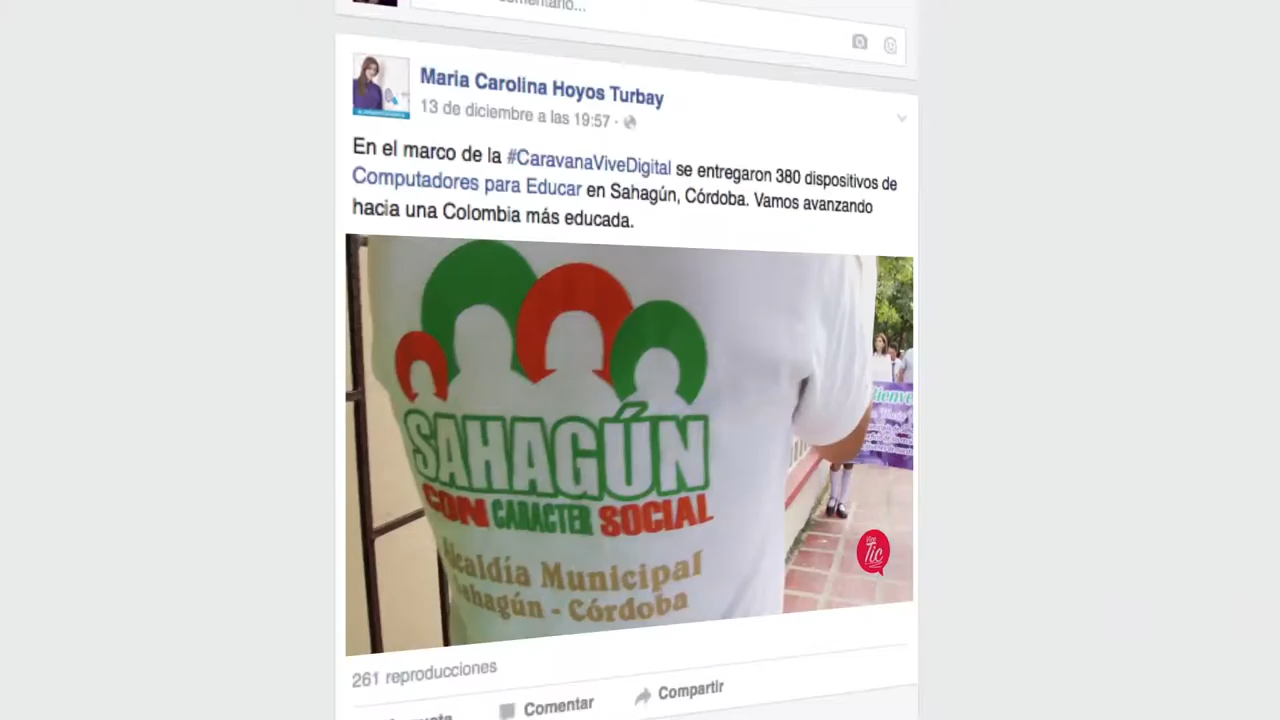 Maria Carolina Hoyos Turbay
13 de diciembre a las 19:57 ·
En el marco de la #CaravanaViveDigital se entregaron 380 dispositivos de
Computadores para Educar en Sahagún, Córdoba. Vamos avanzando
hacia una Colombia más educada.
SAHAGÚN
CON CARACTER SOCIAL
Alcaldía Municipal
Sahagún - Córdoba
Vive
Tic
261 reproducciones
Comentar
Compartir